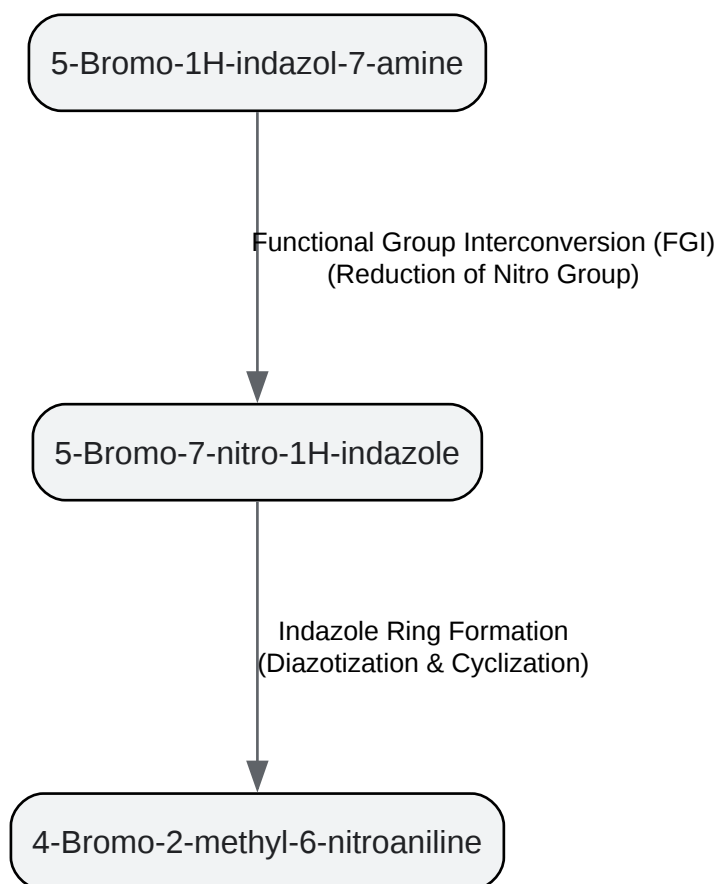 5-Bromo-1H-indazol-7-amine
Functional Group Interconversion (FGI)
(Reduction of Nitro Group)
5-Bromo-7-nitro-1H-indazole
Indazole Ring Formation
(Diazotization & Cyclization)
4-Bromo-2-methyl-6-nitroaniline